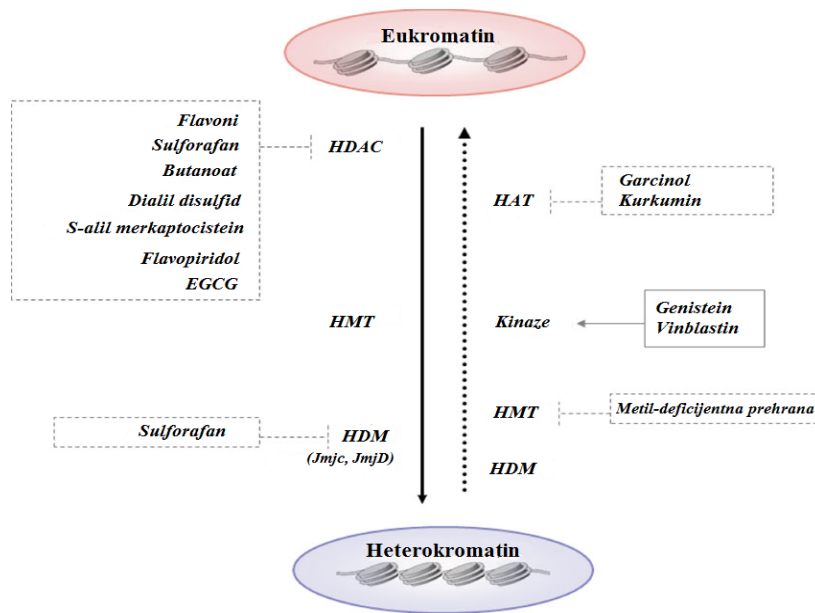 Eukromatin
Flavoni
Sulforafan
Butanoat
Dialil disulfid
S-alil merkaptocistein
Flavopiridol
EGCG
HDAC
HMT
Sulforafan
HDM
(Jmjc, JmjD)
HAT
Garcinol
Kurkumin
Kinaze
Genistein
Vinblastin
HMT
Metil-deficijentna prehrana
HDM
Heterokromatin